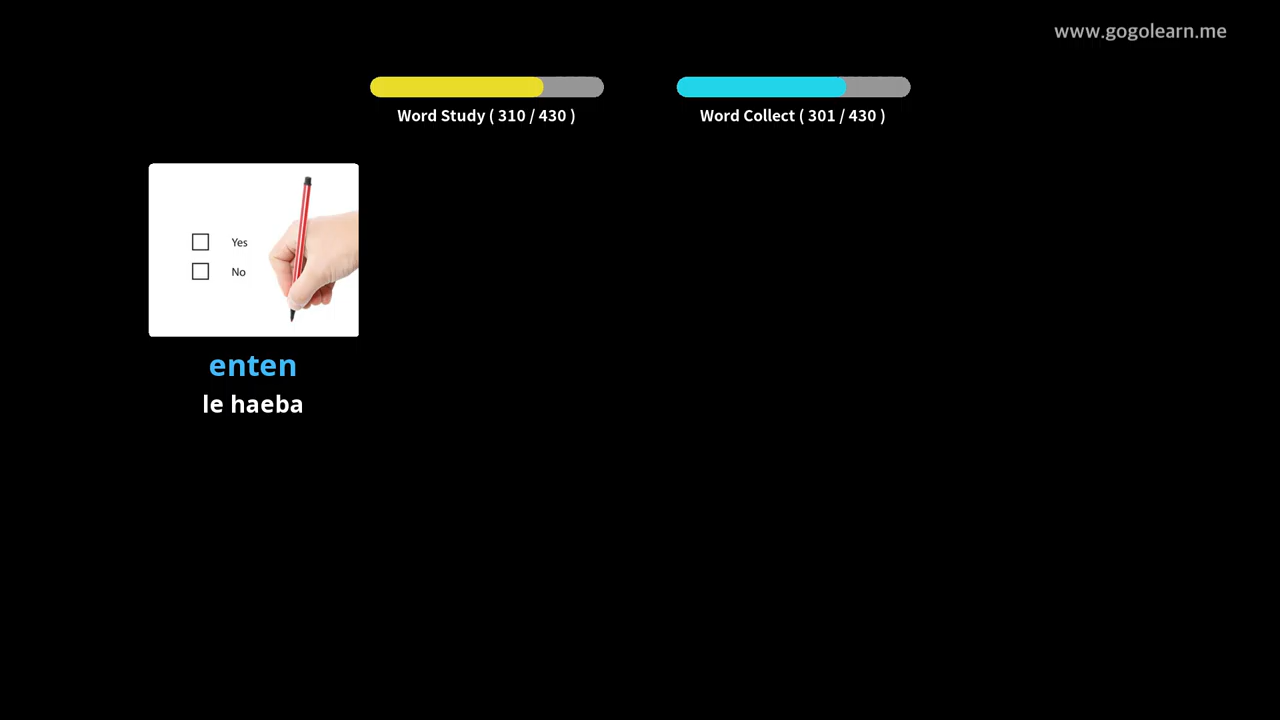 www.gogolearn.me
Word Study ( 310 / 430 )
Word Collect ( 301 / 430 )
Yes
No
enten
le haeba